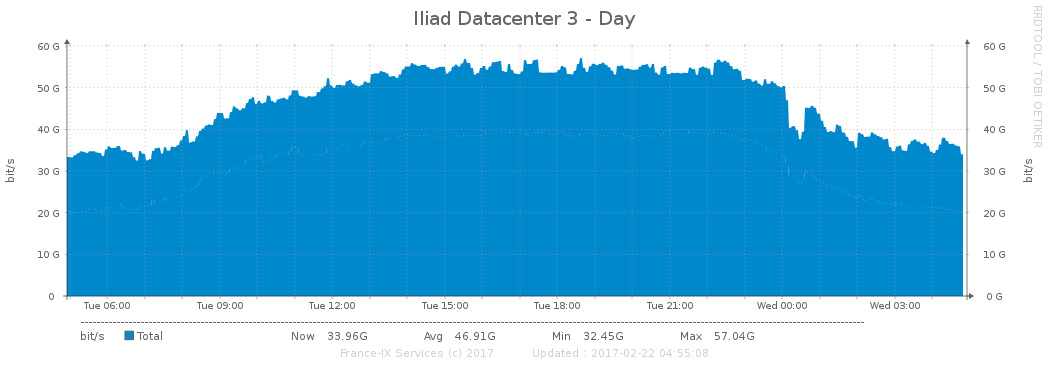 Iliad Datacenter 3 - Day
RRDTOOL / TOBI OETIKER
60 G 60 G
50 G 50 G
40 G 40 G
30 G 30 G
20 G 20 G
10 G 10 G
0 0 G
bit/s bit/s
Tue 06:00 Tue 09:00 Tue 12:00 Tue 15:00 Tue 18:00 Tue 21:00 Wed 00:00 Wed 03:00
bit/s Total Now 33.96G Avg 46.91G Min 32.45G Max 57.04G
France-IX Services (c) 2017 Updated : 2017-02-22 04:55:08